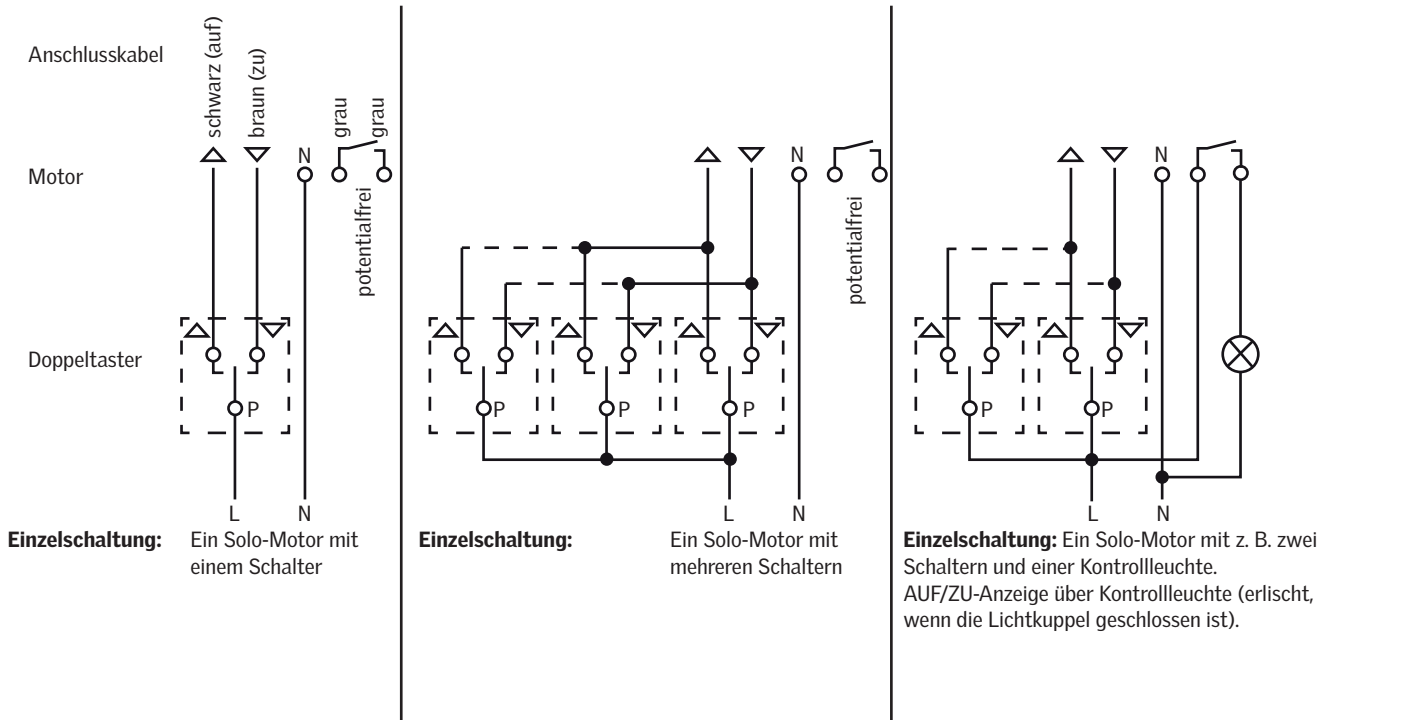 Anschlusskabel
schwarz (auf)
braun (zu)
grau
grau
Motor
N
potentialfrei
Doppeltaster
P
L
N
Einzelschaltung: Ein Solo-Motor mit
einem Schalter
N
potentialfrei
P
P
P
L
N
Einzelschaltung: Ein Solo-Motor mit
mehreren Schaltern
N
P
P
L
N
Einzelschaltung: Ein Solo-Motor mit z. B. zwei
Schaltern und einer Kontrollleuchte.
AUF/ZU-Anzeige über Kontrollleuchte (erlischt,
wenn die Lichtkuppel geschlossen ist).